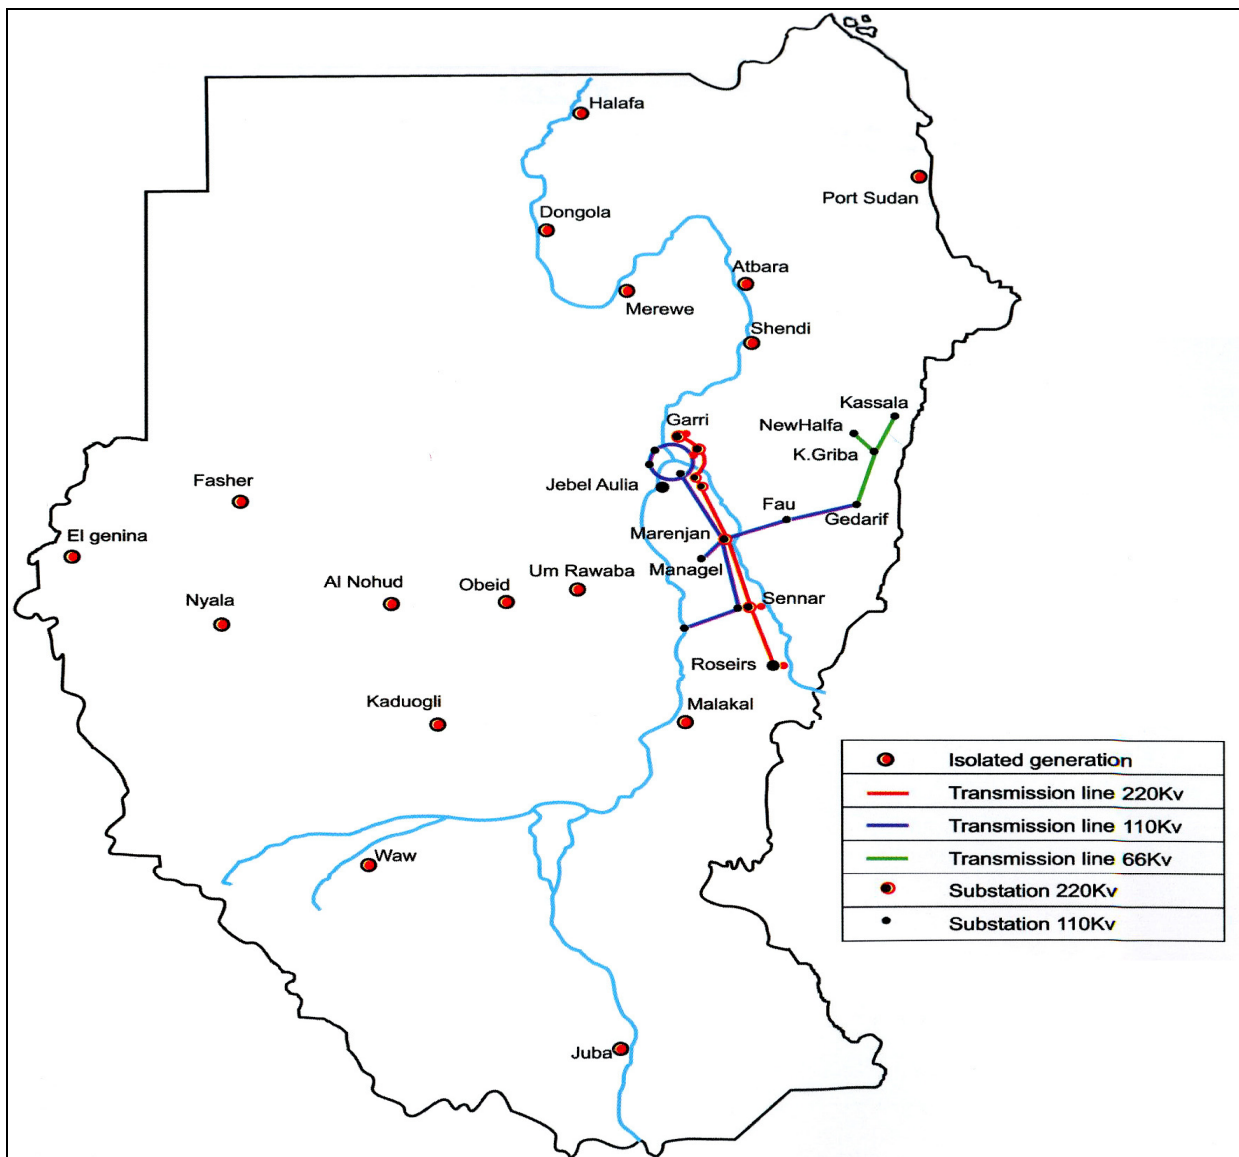 Halafa
Port Sudan
Dongola
Atbara
Merewe
Shendi
Kassala
Garri
NewHalfa
K.Griba
Fasher
Jebel Aulia
Fau
Gedarif
El genina
Marenjan
Managel
Um Rawaba
Al Nohud
Obeid
Nyala
Sennar
Roseirs
Kaduogli
Malakal
Waw
Juba
Isolated generation
Transmission line 220Kv
Transmission line 110Kv
Transmission line 66Kv
Substation 220Kv
Substation 110Kv